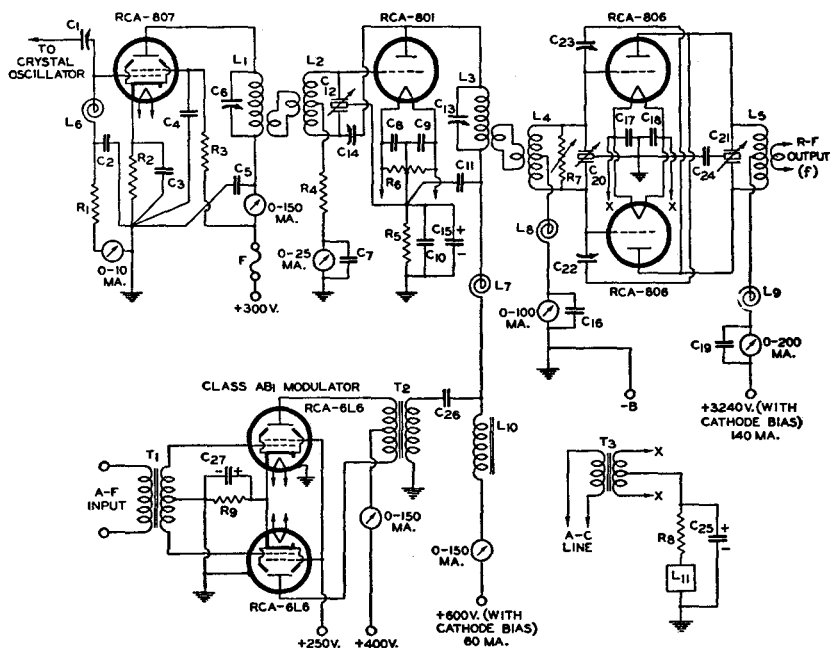 RCA-807
RCA-801
RCA-806
C1
TO
CRYSTAL
OSCILLATOR
L6
C2
R1
0-10
MA.
R2
C3
C4
R3
C5
C6
L1
0-150
MA.
F
+300V.
L2
C12
C14
R4
0-25
MA.
C7
C8
C9
R6
R5
C10
C15
+
-
C11
C13
L3
L7
L4
R7
C20
L8
0-100
MA.
C16
C23
C17
C18
X
X
C22
RCA-806
C24
C21
L5
R-F
OUTPUT
(f)
L9
C19
0-200
MA.
-B
+3240V.(WITH
CATHODE BIAS)
140 MA.
CLASS AB1 MODULATOR
RCA-6L6
T1
A-F
INPUT
C27
- +
R9
RCA-6L6
+250V.
T2
0-150
MA.
+400V.
C26
L10
0-150
MA.
+600V.(WITH
CATHODE BIAS)
60 MA.
T3
X
X
A-C
LINE
R8
C25
+
-
L11